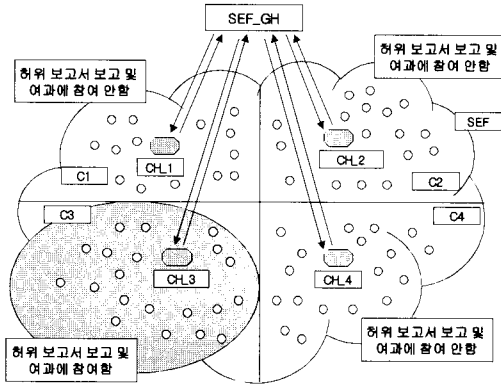 SEF_GH
허위 보고서 보고 및
여과에 참여 안함
허위 보고서 보고 및
여과에 참여 안함
SEF
CH_1
CH_2
C1
C2
C3
C4
CH_3
CH_4
허위 보고서 보고 및
여과에 참여함
허위 보고서 보고 및
여과에 참여 안함